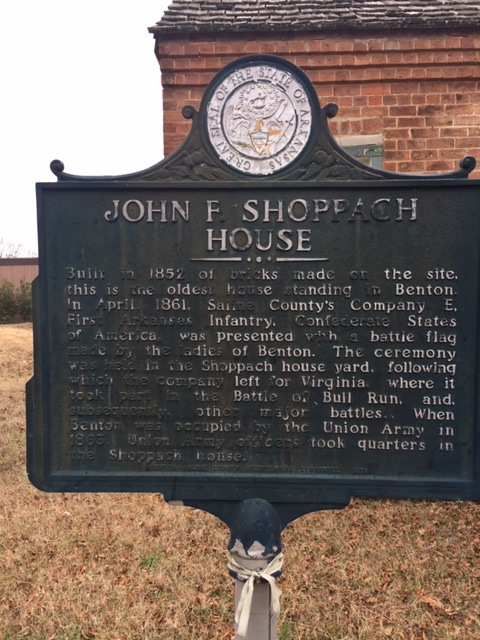 GREAT SEAL OF THE STATE OF ARKANSAS
JOHN F. SHOPPACH
HOUSE
Built in 1852 of bricks made on the site,
this is the oldest house standing in Benton.
In April, 1861, Saline County's Company E,
First Arkansas Infantry, Confederate States
of America, was presented with a battle flag
made by the ladies of Benton. The ceremony
was held in the Shoppach house yard, following
which the company left for Virginia, where it
took part in the Battle of Bull Run, and,
subsequently, other major battles. When
Benton was occupied by the Union Army in
1863, Union Army officers took quarters in
the Shoppach house.